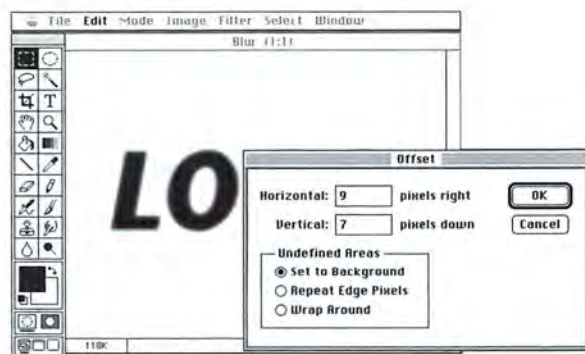 File Edit Mode Image Filter Select Window
Blur (1:1)
T
LO
Offset
Horizontal: 9 pixels right
OK
Vertical: 7 pixels down
Cancel
Undefined Areas
Set to Background
Repeat Edge Pixels
Wrap Around
118K